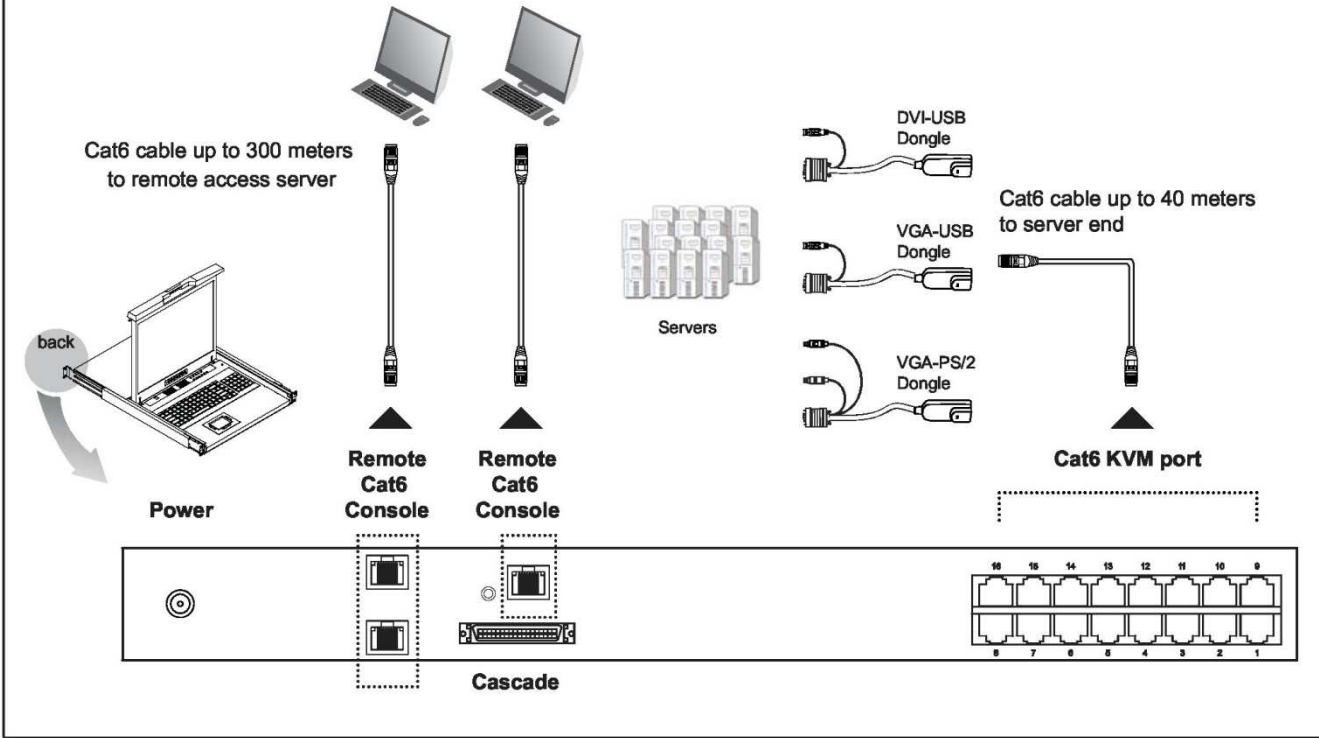 Cat6 cable up to 300 meters
to remote access server
DVI-USB
Dongle
Cat6 cable up to 40 meters
to server end
VGA-USB
Dongle
Servers
back
VGA-PS/2
Dongle
Power
Remote
Cat6
Console
Remote
Cat6
Console
Cat6 KVM port
16 15 14 13 12 11 10 9
8 7 6 5 4 3 2 1
Cascade